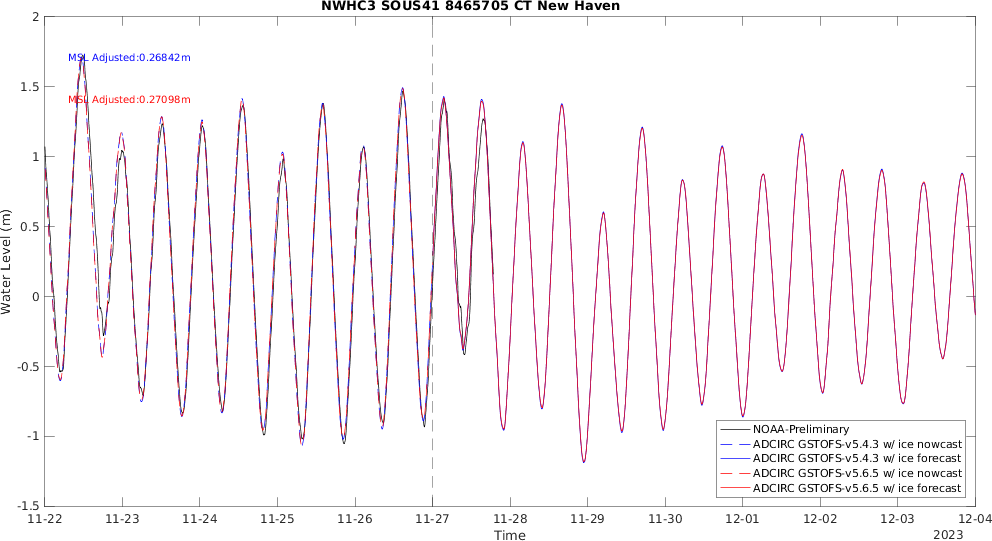 NWHC3 SOUS41 8465705 CT New Haven
2
1.5
1
0.5
0
-0.5
-1
-1.5
Water Level (m)
MSL Adjusted:0.26842m
MSL Adjusted:0.27098m
NOAA-Preliminary
ADCIRC GSTOFS-v5.4.3 w/ ice nowcast
ADCIRC GSTOFS-v5.4.3 w/ ice forecast
ADCIRC GSTOFS-v5.6.5 w/ ice nowcast
ADCIRC GSTOFS-v5.6.5 w/ ice forecast
11-22 11-23 11-24 11-25 11-26 11-27 11-28 11-29 11-30 12-01 12-02 12-03 12-04
Time
2023